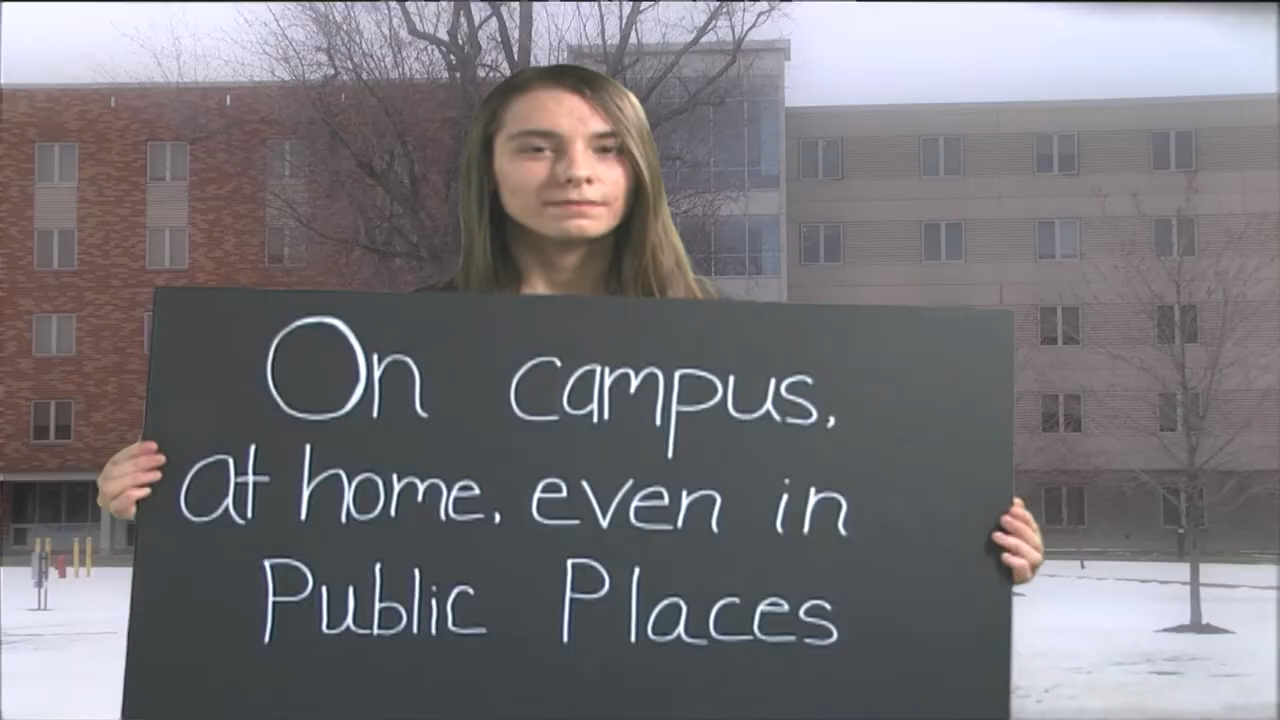 On campus,
at home, even in
Public Places